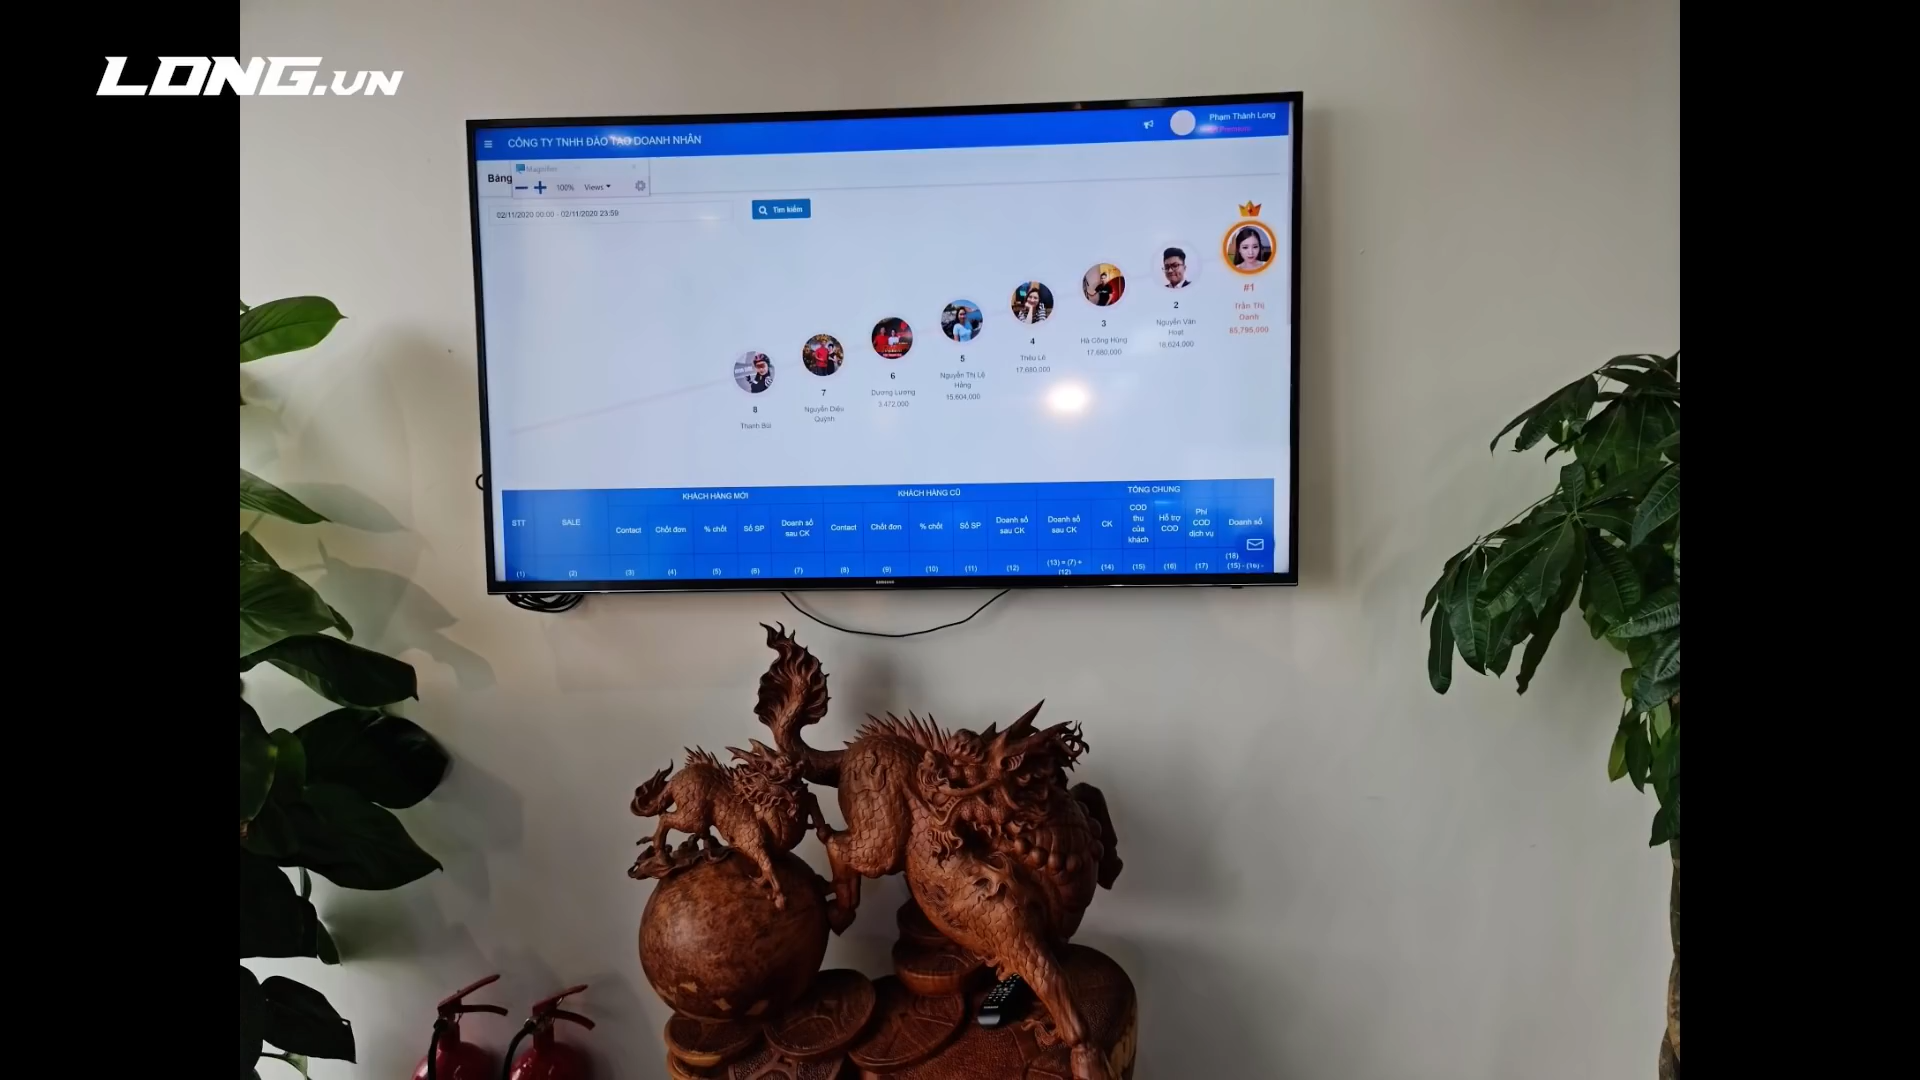 LONG.VN
CÔNG TY TNHH ĐÀO TẠO DOANH NHÂN
Phạm Thành Long
Premium
Magnifier
Bảng
100% Views
02/11/2020 00:00 - 02/11/2020 23:59
Tìm kiếm
#1
Trần Thị
Oanh
65,795,000
2
Nguyễn Văn
Hoạt
18,624,000
3
Hà Công Hùng
17,680,000
4
Thêu Lê
17,680,000
5
Nguyễn Thị Lệ
Hằng
15,604,000
6
Dương Lương
3,472,000
7
Nguyễn Diệu
Quỳnh
8
Thanh Bùi
KHÁCH HÀNG MỚI KHÁCH HÀNG CŨ TỔNG CHUNG
STT SALE Contact Chốt đơn % chốt Số SP Doanh số sau CK Contact Chốt đơn % chốt Số SP Doanh số sau CK Doanh số sau CK CK COD thu của khách Hỗ trợ COD Phí COD dịch vụ Doanh số
(1) (2) (3) (4) (5) (6) (7) (8) (9) (10) (11) (12) (13) = (7) + (12) (14) (15) (16) (17) (18)
(15) - (16) -
SAMSUNG